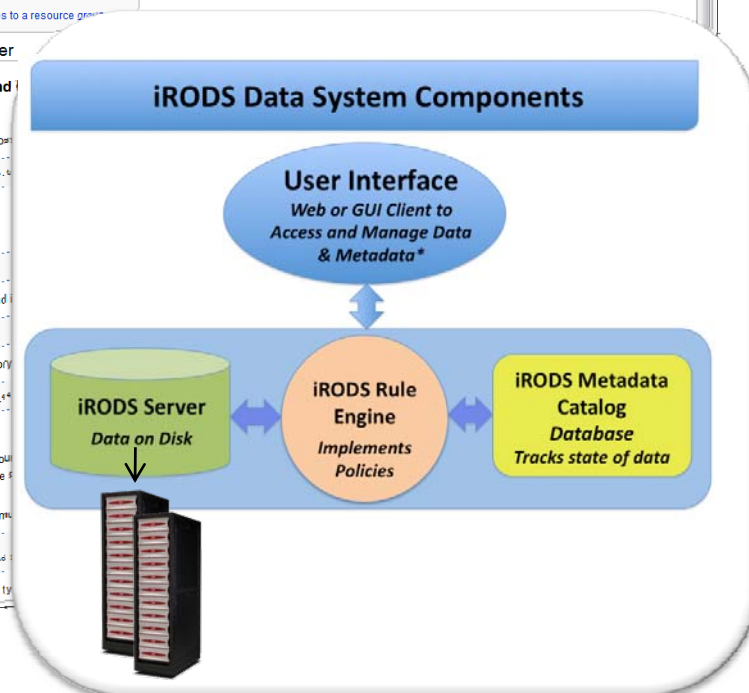 s to a resource
er
iRODS Data System Components
User Interface
Web or GUI Client to
Access and Manage Data
& Metadata*
iRODS Server
Data on Disk
iRODS Rule
Engine
Implements
Policies
iRODS Metadata
Catalog
Database
Tracks state of data